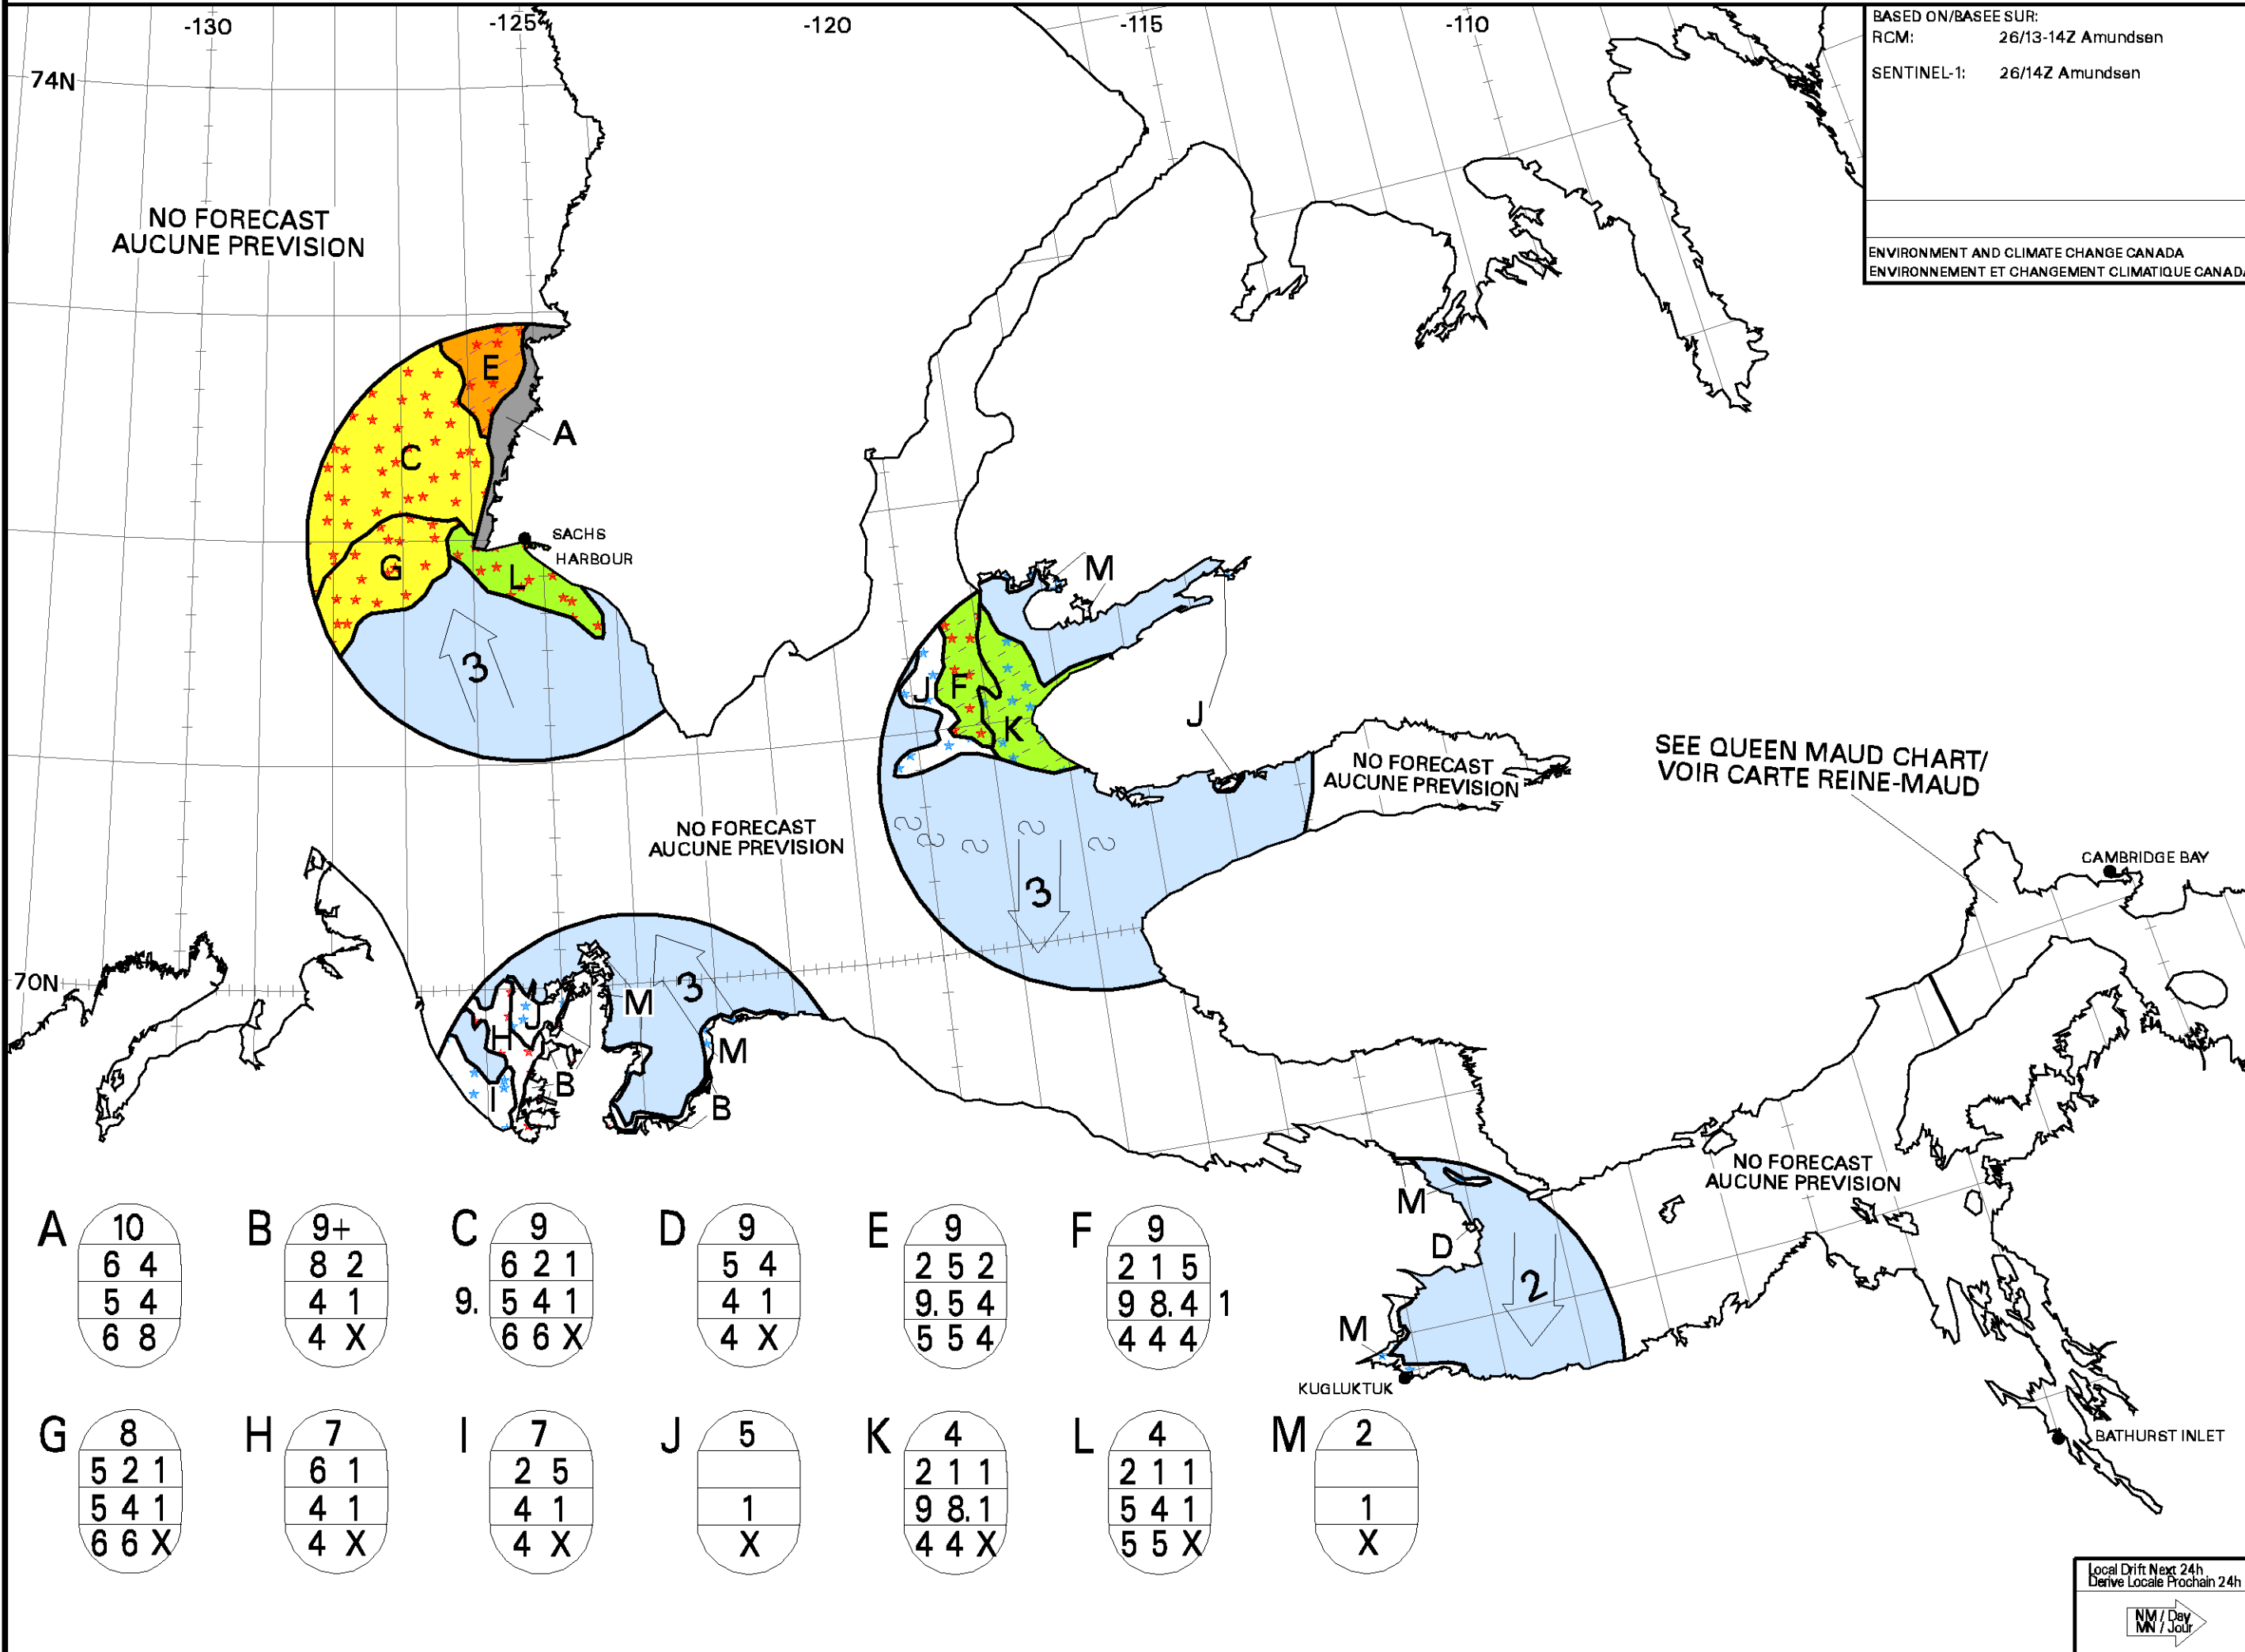 -130
-125
-120
-115
-110
74N
BASED ON/BASEE SUR:
RCM: 26/13-14Z Amundsen
SENTINEL-1: 26/14Z Amundsen
ENVIRONMENT AND CLIMATE CHANGE CANADA
ENVIRONNEMENT ET CHANGEMENT CLIMATIQUE CANADA
NO FORECAST
AUCUNE PREVISION
E
A
C
SACHS
HARBOUR
G
L
3
M
J
F
K
J
NO FORECAST
AUCUNE PREVISION
SEE QUEEN MAUD CHART/
VOIR CARTE REINE-MAUD
NO FORECAST
AUCUNE PREVISION
3
CAMBRIDGE BAY
70N
3
M
J
H
M
B
I
B
NO FORECAST
AUCUNE PREVISION
M
D
2
M
KUGLUKTUK
BATHURST INLET
A
10
6 4
5 4
6 8
B
9+
8 2
4 1
4 X
C
9
6 2 1
9. 5 4 1
6 6 X
D
9
5 4
4 1
4 X
E
9
2 5 2
9. 5 4
5 5 4
F
9
2 1 5
9 8. 4 1
4 4 4
G
8
5 2 1
5 4 1
6 6 X
H
7
6 1
4 1
4 X
I
7
2 5
4 1
4 X
J
5
1
X
K
4
2 1 1
9 8. 1
4 4 X
L
4
2 1 1
5 4 1
5 5 X
M
2
1
X
Local Drift Next 24h
Derive Locale Prochain 24h
NM / Day
MN / Jour